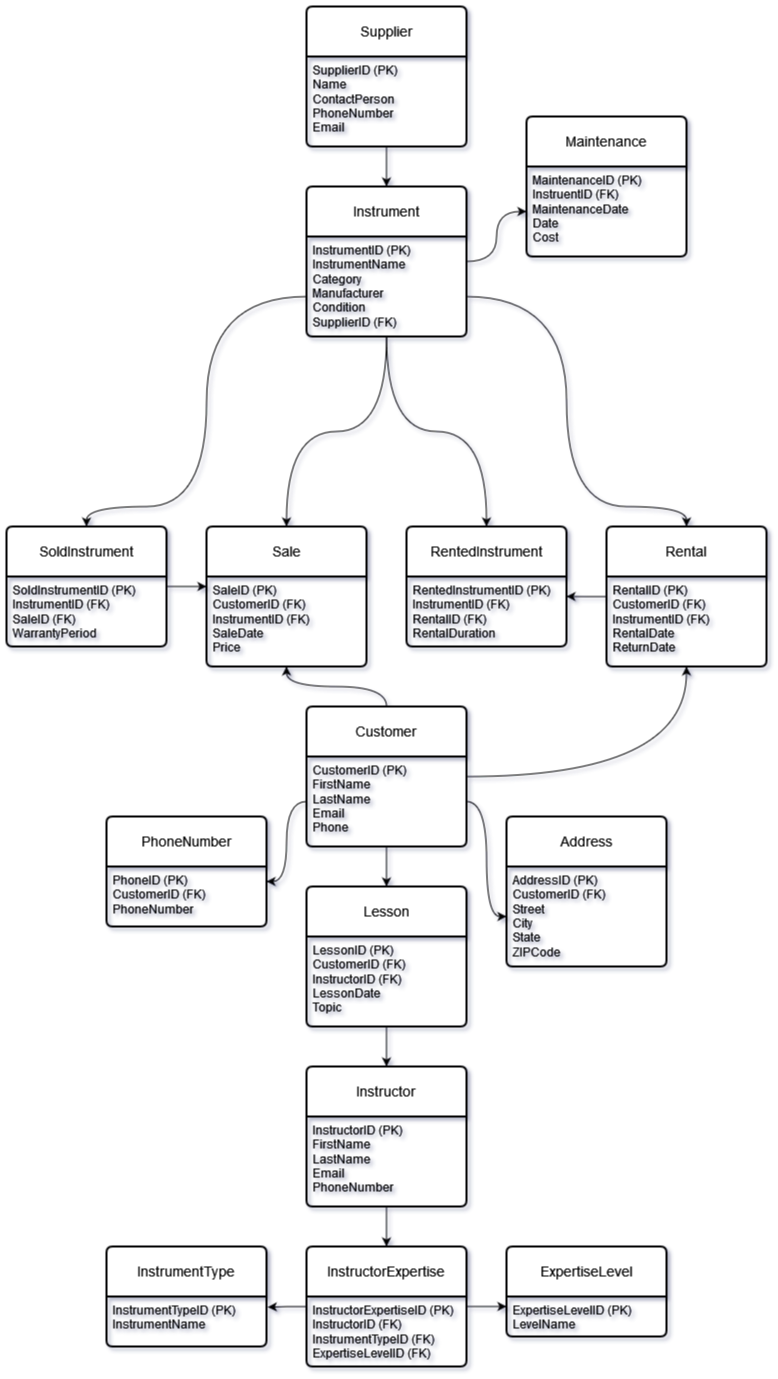 Supplier
SupplierID (PK)
Name
ContactPerson
PhoneNumber
Email
Maintenance
MaintenanceID (PK)
InstruentID (FK)
MaintenanceDate
Date
Cost
Instrument
InstrumentID (PK)
InstrumentName
Category
Manufacturer
Condition
SupplierID (FK)
SoldInstrument
SoldInstrumentID (PK)
InstrumentID (FK)
SaleID (FK)
WarrantyPeriod
Sale
SaleID (PK)
CustomerID (FK)
InstrumentID (FK)
SaleDate
Price
RentedInstrument
RentedInstrumentID (PK)
InstrumentID (FK)
RentalID (FK)
RentalDuration
Rental
RentalID (PK)
CustomerID (FK)
InstrumentID (FK)
RentalDate
ReturnDate
Customer
CustomerID (PK)
FirstName
LastName
Email
Phone
PhoneNumber
PhoneID (PK)
CustomerID (FK)
PhoneNumber
Address
AddressID (PK)
CustomerID (FK)
Street
City
State
ZIPCode
Lesson
LessonID (PK)
CustomerID (FK)
InstructorID (FK)
LessonDate
Topic
Instructor
InstructorID (PK)
FirstName
LastName
Email
PhoneNumber
InstrumentType
InstrumentTypeID (PK)
InstrumentName
InstructorExpertise
InstructorExpertiseID (PK)
InstructorID (FK)
InstrumentTypeID (FK)
ExpertiseLevelID (FK)
ExpertiseLevel
ExpertiseLevelID (PK)
LevelName